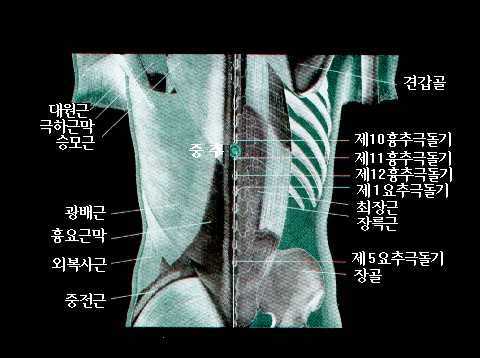 견갑골
대원근
극하근막
승모근
중추
제10흉추극돌기
제11흉추극돌기
제12흉추극돌기
제1요추극돌기
최장근
장륵근
광배근
흉요근막
외복사근
중전근
제5요추극돌기
장골